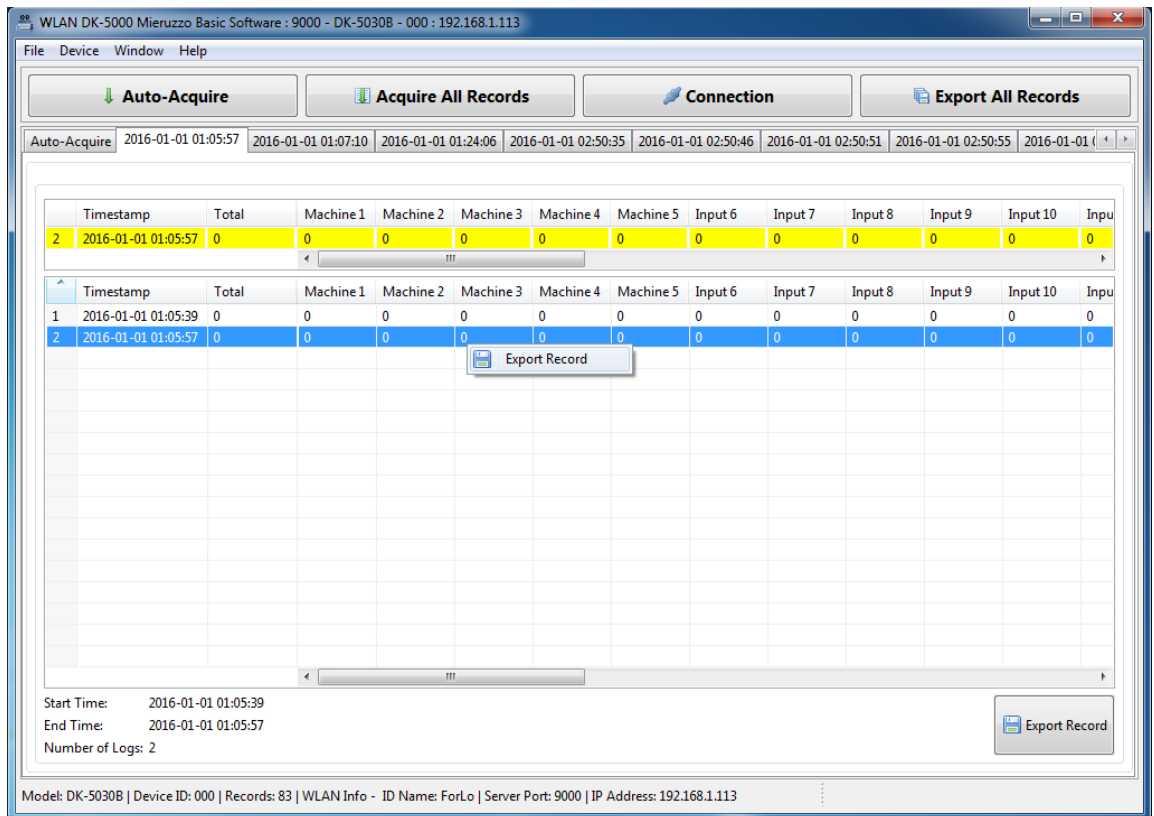 WLAN DK-5000 Mieruzzo Basic Software : 9000 - DK-5030B - 000 : 192.168.1.113
File Device Window Help
Auto-Acquire Acquire All Records Connection Export All Records
Auto-Acquire 2016-01-01 01:05:57 2016-01-01 01:07:10 2016-01-01 01:24:06 2016-01-01 02:50:35 2016-01-01 02:50:46 2016-01-01 02:50:51 2016-01-01 02:50:55 2016-01-01
Timestamp Total Machine 1 Machine 2 Machine 3 Machine 4 Machine 5 Input 6 Input 7 Input 8 Input 9 Input 10 Inpu
2 2016-01-01 01:05:57 0 0 0 0 0 0 0 0 0 0 0 0
Timestamp Total Machine 1 Machine 2 Machine 3 Machine 4 Machine 5 Input 6 Input 7 Input 8 Input 9 Input 10 Inpu
1 2016-01-01 01:05:39 0 0 0 0 0 0 0 0 0 0 0 0
2 2016-01-01 01:05:57 0 0 0 0 0 0 0 0 0 0 0 0
Export Record
Start Time: 2016-01-01 01:05:39
End Time: 2016-01-01 01:05:57
Number of Logs: 2
Export Record
Model: DK-5030B | Device ID: 000 | Records: 83 | WLAN Info - ID Name: ForLo | Server Port: 9000 | IP Address: 192.168.1.113